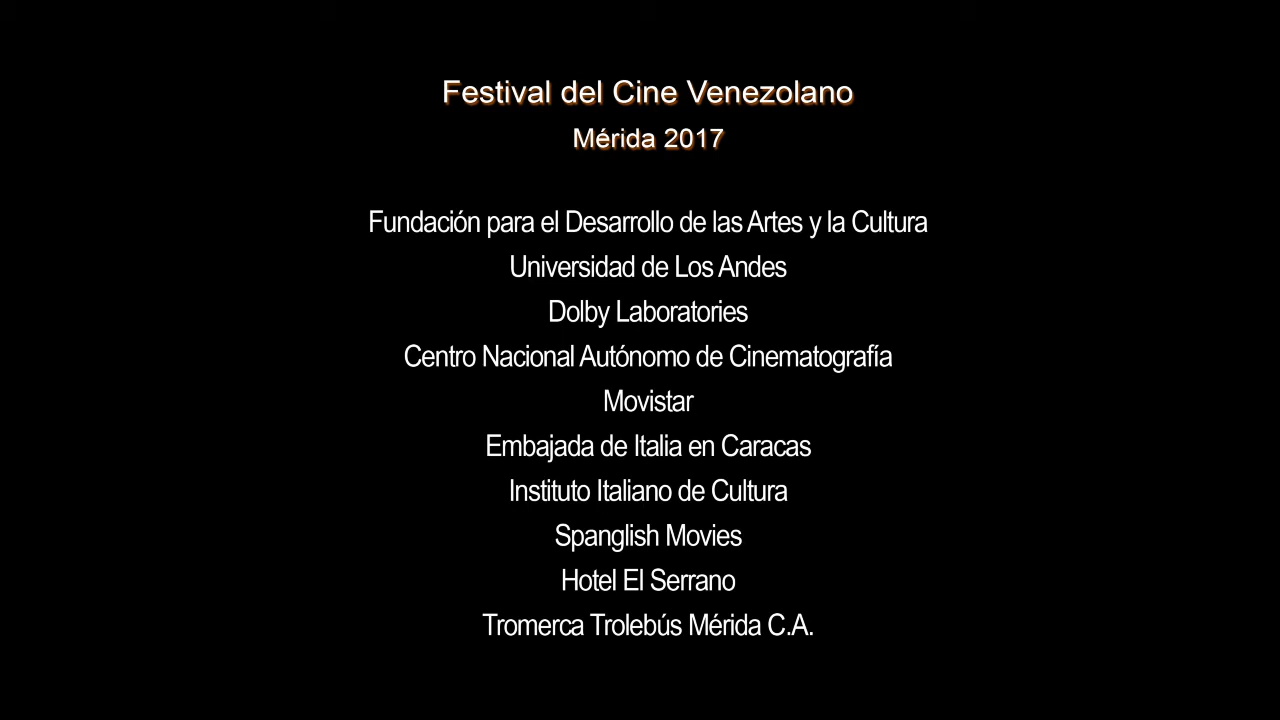 Festival del Cine Venezolano
Mérida 2017
Fundación para el Desarrollo de las Artes y la Cultura
Universidad de Los Andes
Dolby Laboratories
Centro Nacional Autónomo de Cinematografía
Movistar
Embajada de Italia en Caracas
Instituto Italiano de Cultura
Spanglish Movies
Hotel El Serrano
Tromerca Trolebús Mérida C.A.